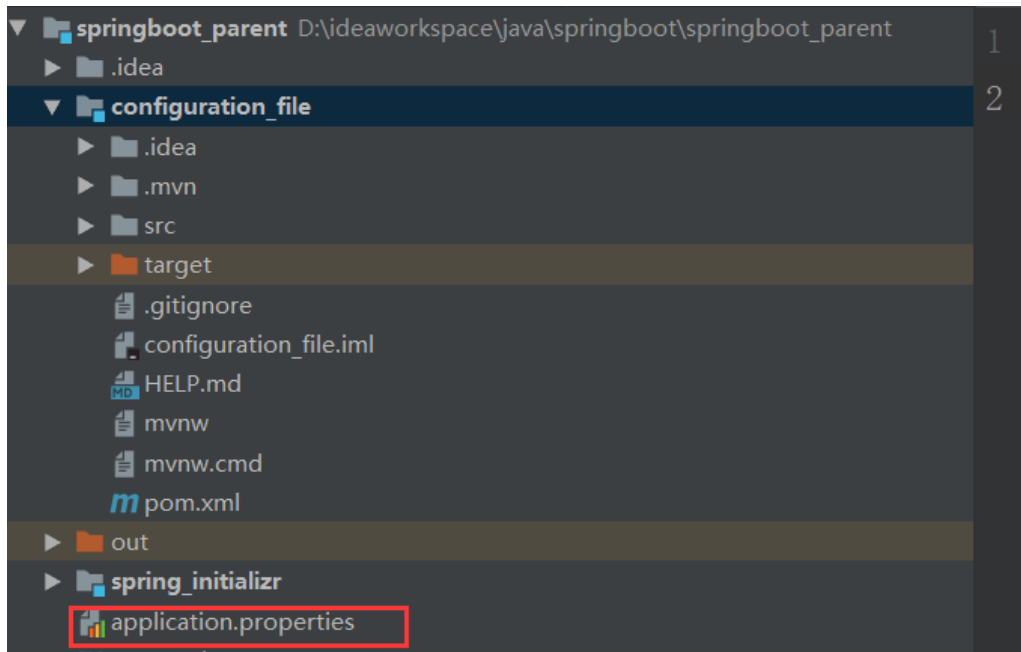 springboot_parent D:\ideaworkspace\java\springboot\springboot_parent
1
.idea
configuration_file
2
.idea
.mvn
src
target
.gitignore
configuration_file.iml
MD HELP.md
mvnw
mvnw.cmd
m pom.xml
out
spring_initializr
application.properties